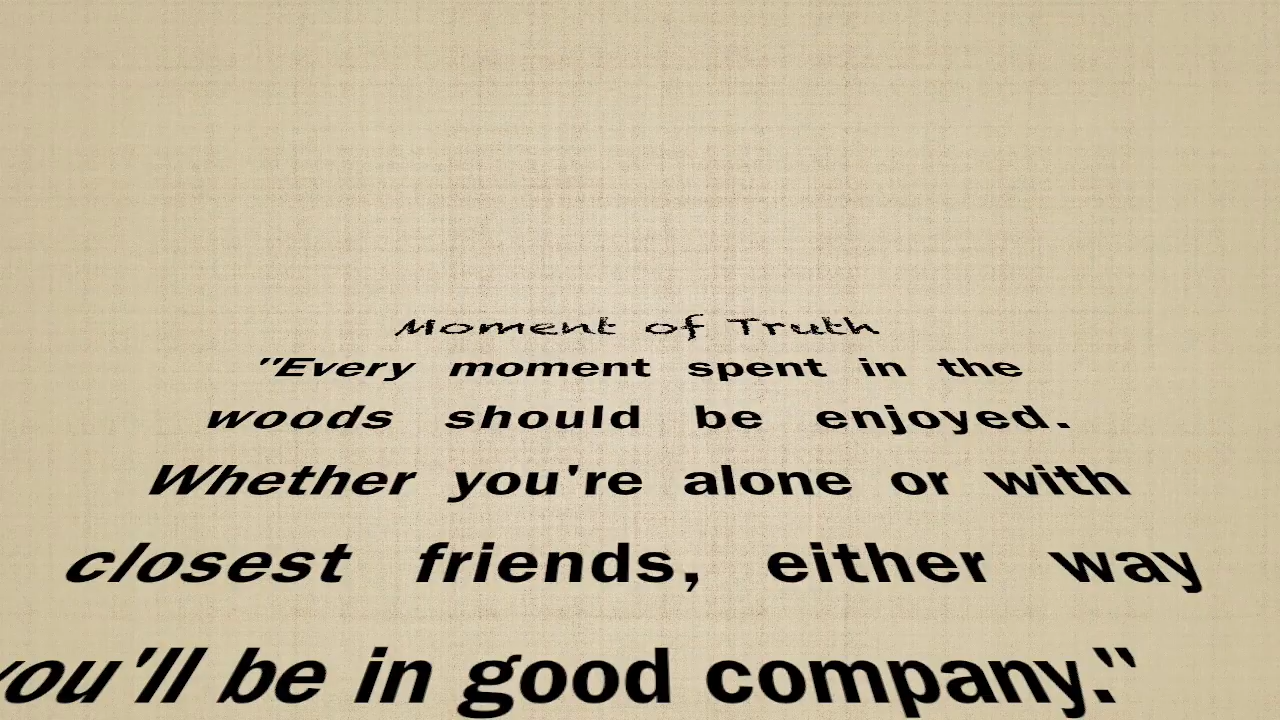 Moment of Truth
"Every moment spent in the
woods should be enjoyed.
Whether you're alone or with
closest friends, either way
you'll be in good company."